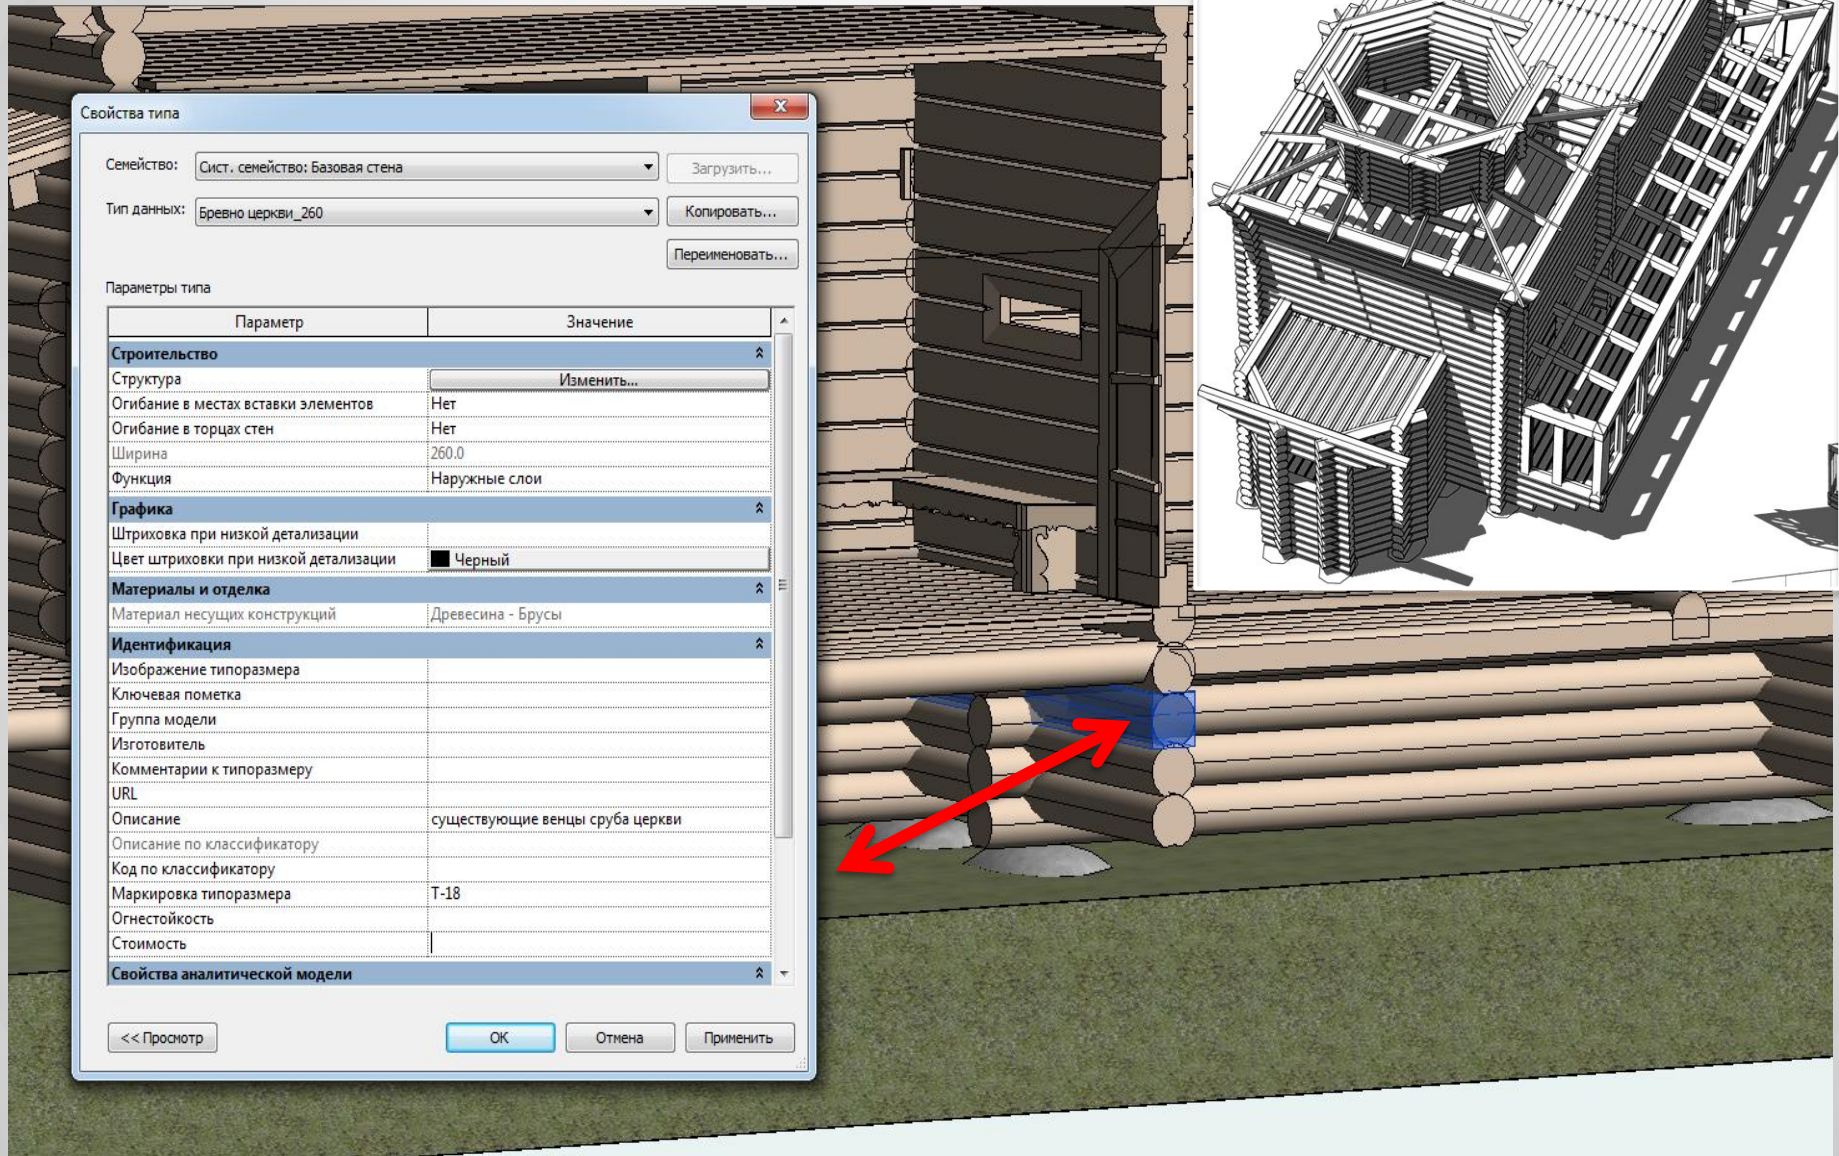 Свойства типа
Семейство: Сист. семейство: Базовая стена Загрузить...
Тип данных: Бревно церкви_260 Копировать...
Переименовать...
Параметры типа
Параметр Значение
Строительство
Структура Изменить...
Огибание в местах вставки элементов Нет
Огибание в торцах стен Нет
Ширина 260.0
Функция Наружные слои
Графика
Штриховка при низкой детализации
Цвет штриховки при низкой детализации Черный
Материалы и отделка
Материал несущих конструкций Древесина - Брусы
Идентификация
Изображение типоразмера
Ключевая пометка
Группа модели
Изготовитель
Комментарии к типоразмеру
URL
Описание существующие венцы сруба церкви
Описание по классификатору
Код по классификатору
Маркировка типоразмера Т-18
Огнестойкость
Стоимость
Свойства аналитической модели
<< Просмотр ОК Отмена Применить